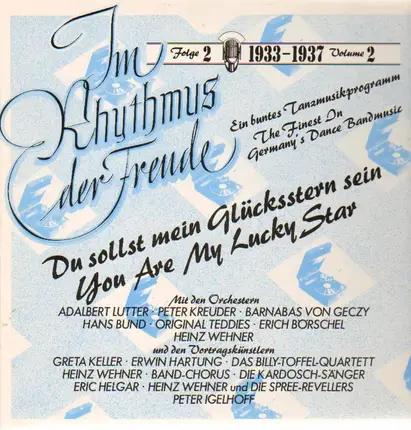 Folge 2 1933–1937 Volume 2
Im
Rhythmus
der Freude
Ein buntes Tanzmusikprogramm
The Finest In
Germany's Dance Bandmusic
Du sollst mein Glücksstern sein
You Are My Lucky Star
Mit den Orchestern
ADALBERT LUTTER · PETER KREUDER · BARNABAS VON GECZY
HANS BUND · ORIGINAL TEDDIES · ERICH BÖRSCHEL
HEINZ WEHNER
und den Vortragskünstlern
GRETA KELLER · ERWIN HARTUNG · DAS BILLY-TOFFEL-QUARTETT
HEINZ WEHNER · BAND-CHORUS · DIE KARDOSCH-SÄNGER
ERIC HELGAR · HEINZ WEHNER und DIE SPREE-REVELLERS
PETER IGELHOFF